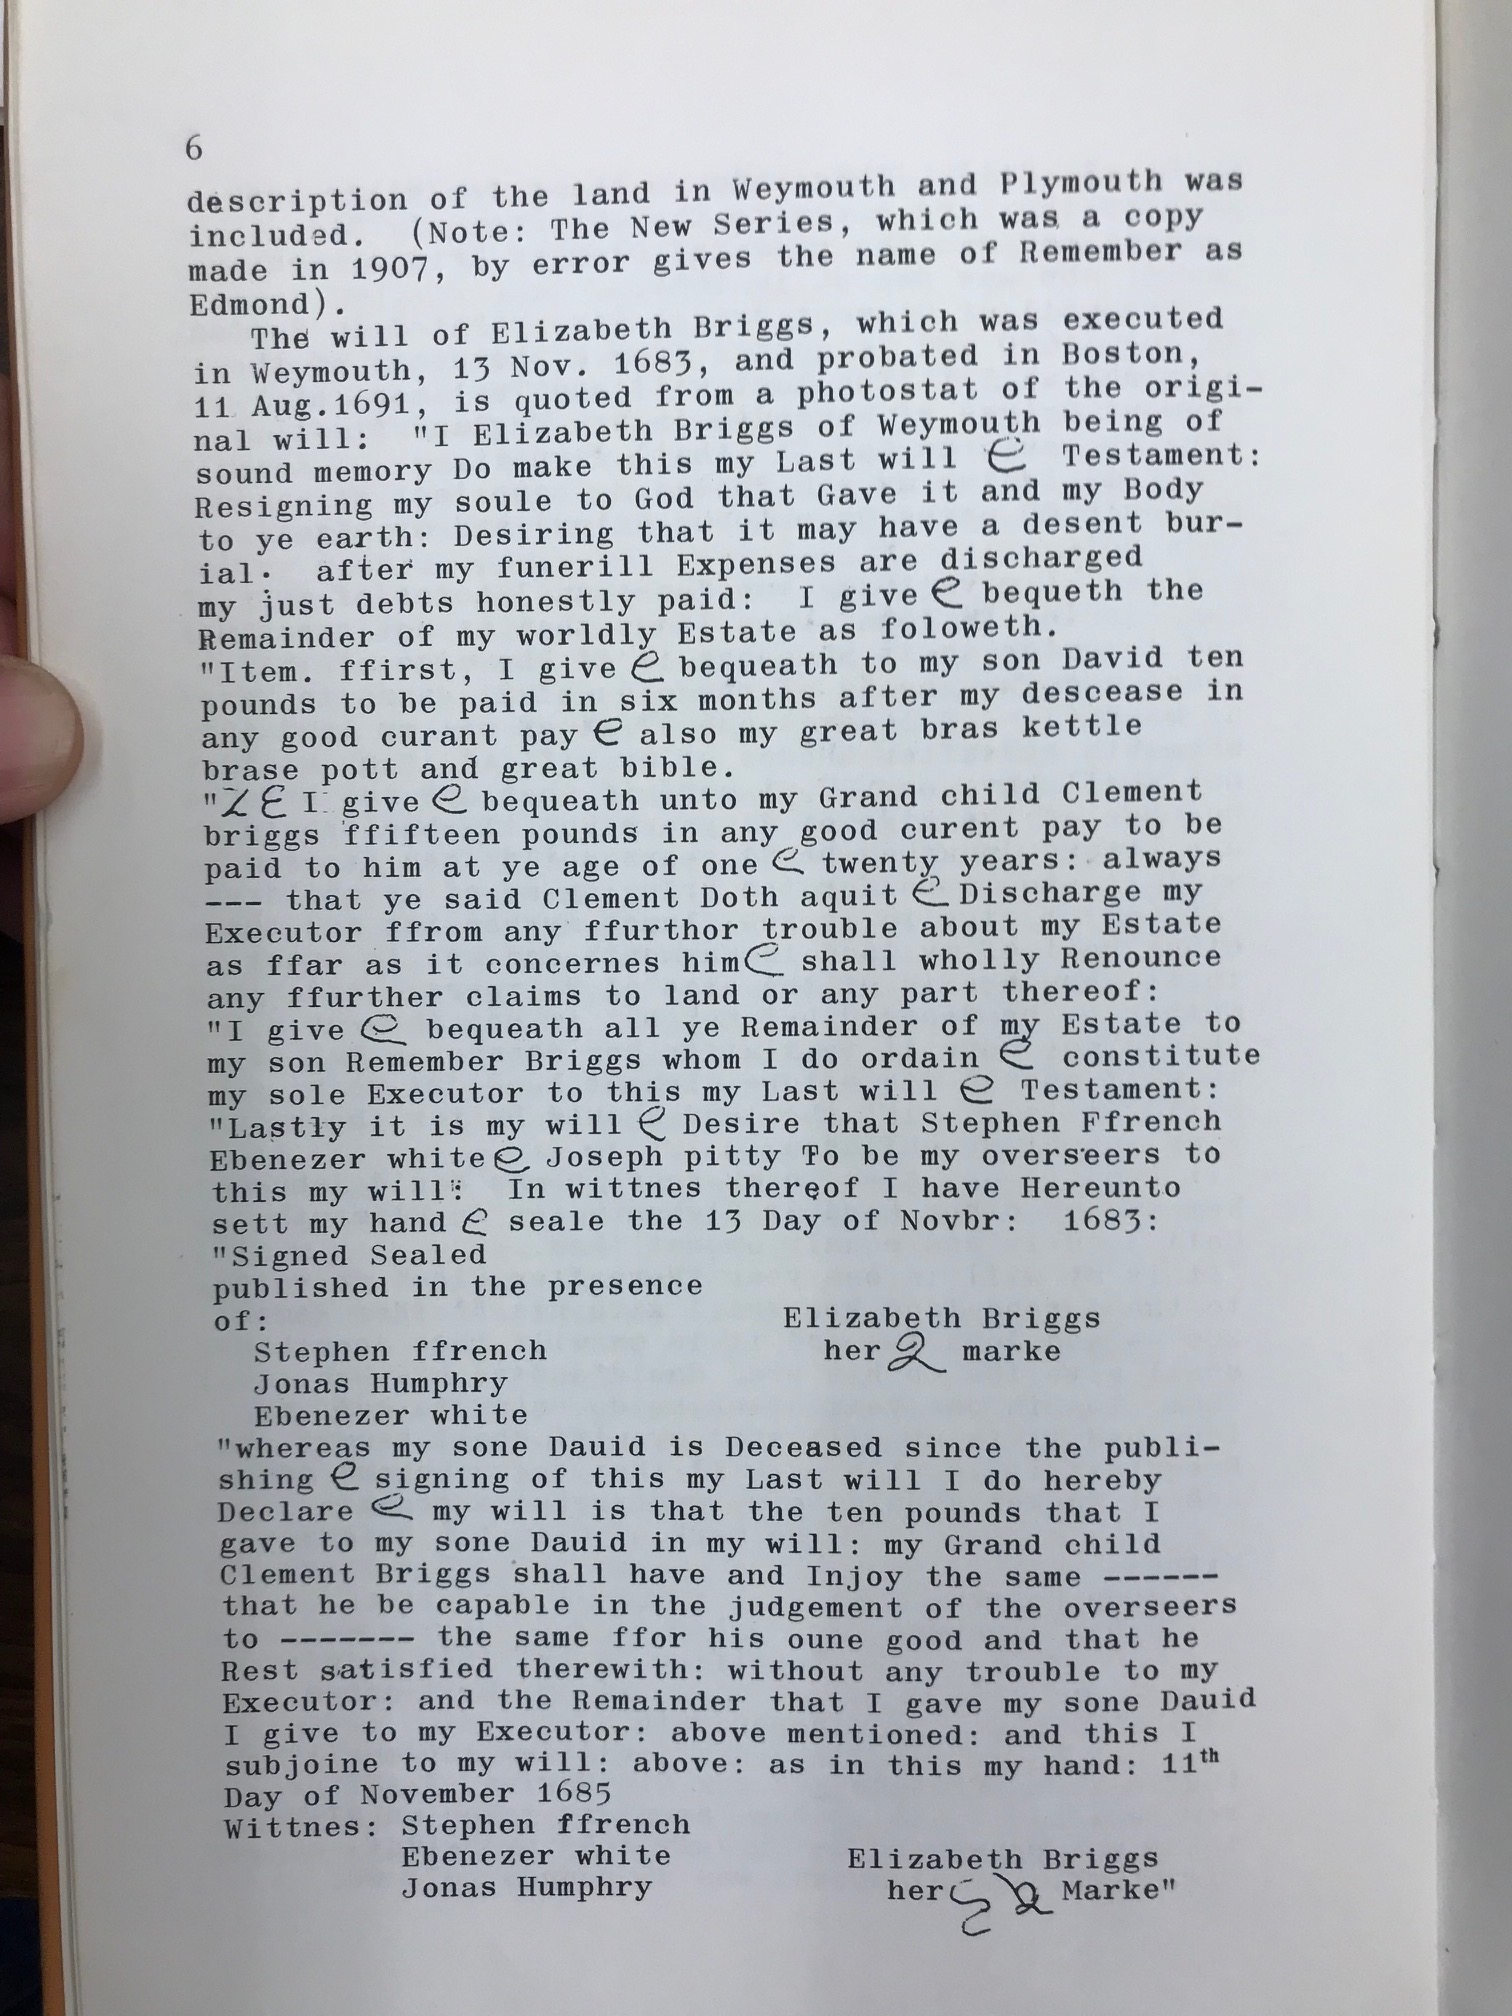 6
description of the land in Weymouth and Plymouth was
included. (Note: The New Series, which was a copy
made in 1907, by error gives the name of Remember as
Edmond).
The will of Elizabeth Briggs, which was executed
in Weymouth, 13 Nov. 1683, and probated in Boston,
11 Aug.1691, is quoted from a photostat of the origi-
nal will: "I Elizabeth Briggs of Weymouth being of
sound memory Do make this my Last will & Testament:
Resigning my soule to God that Gave it and my Body
to ye earth: Desiring that it may have a desent bur-
ial. after my funerill Expenses are discharged
my just debts honestly paid: I give & bequeth the
Remainder of my worldly Estate as foloweth.
"Item. ffirst, I give & bequeath to my son David ten
pounds to be paid in six months after my descease in
any good curant pay & also my great bras kettle
brase pott and great bible.
" I give & bequeath unto my Grand child Clement
briggs ffifteen pounds in any good curent pay to be
paid to him at ye age of one & twenty years: always
--- that ye said Clement Doth aquit & Discharge my
Executor ffrom any ffurthor trouble about my Estate
as ffar as it concernes him & shall wholly Renounce
any ffurther claims to land or any part thereof:
"I give & bequeath all ye Remainder of my Estate to
my son Remember Briggs whom I do ordain & constitute
my sole Executor to this my Last will & Testament:
"Lastly it is my will & Desire that Stephen Ffrench
Ebenezer white & Joseph pitty To be my overseers to
this my will: In wittnes thereof I have Hereunto
sett my hand & seale the 13 Day of Novbr: 1683:
"Signed Sealed
published in the presence
of: Elizabeth Briggs
Stephen ffrench her marke
Jonas Humphry
Ebenezer white
"whereas my sone Dauid is Deceased since the publi-
shing & signing of this my Last will I do hereby
Declare & my will is that the ten pounds that I
gave to my sone Dauid in my will: my Grand child
Clement Briggs shall have and Injoy the same ------
that he be capable in the judgement of the overseers
to ------- the same ffor his oune good and that he
Rest satisfied therewith: without any trouble to my
Executor: and the Remainder that I gave my sone Dauid
I give to my Executor: above mentioned: and this I
subjoine to my will: above: as in this my hand: 11th
Day of November 1685
Wittnes: Stephen ffrench
Ebenezer white Elizabeth Briggs
Jonas Humphry her Marke"